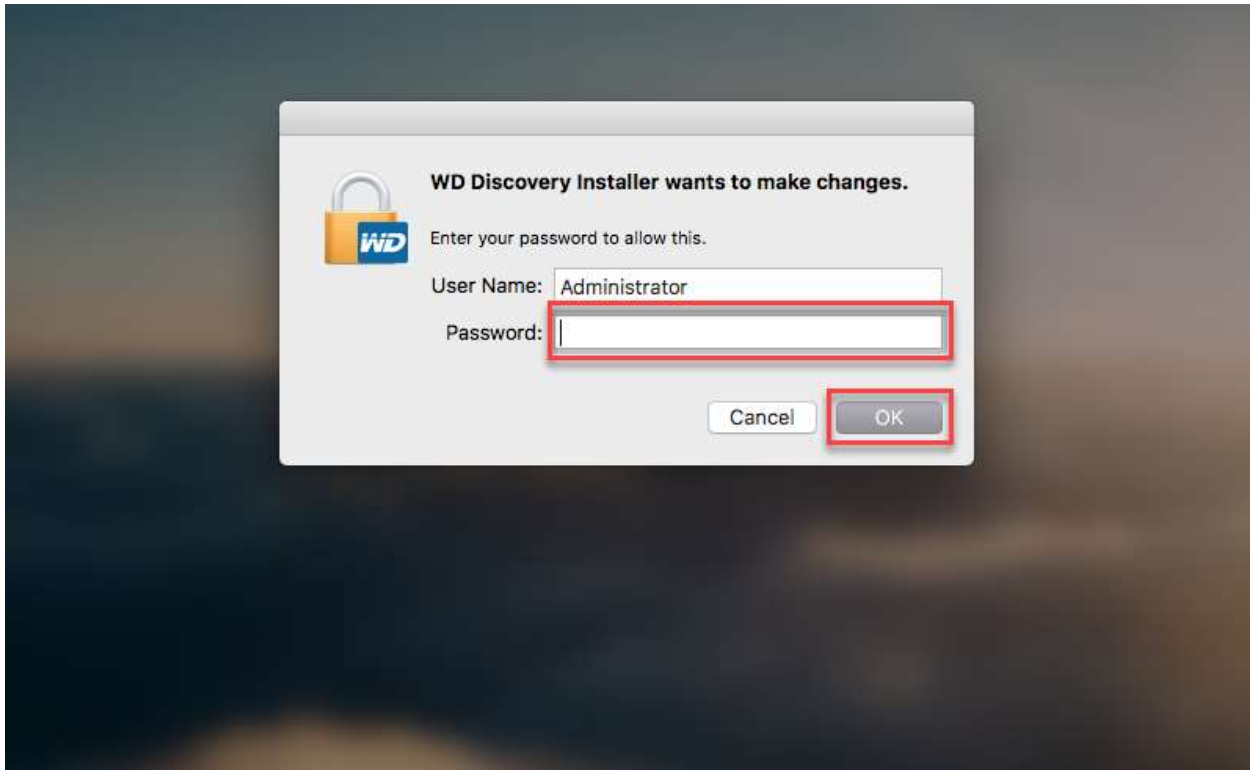 WD Discovery Installer wants to make changes.
WD
Enter your password to allow this.
User Name: Administrator
Password:
Cancel OK